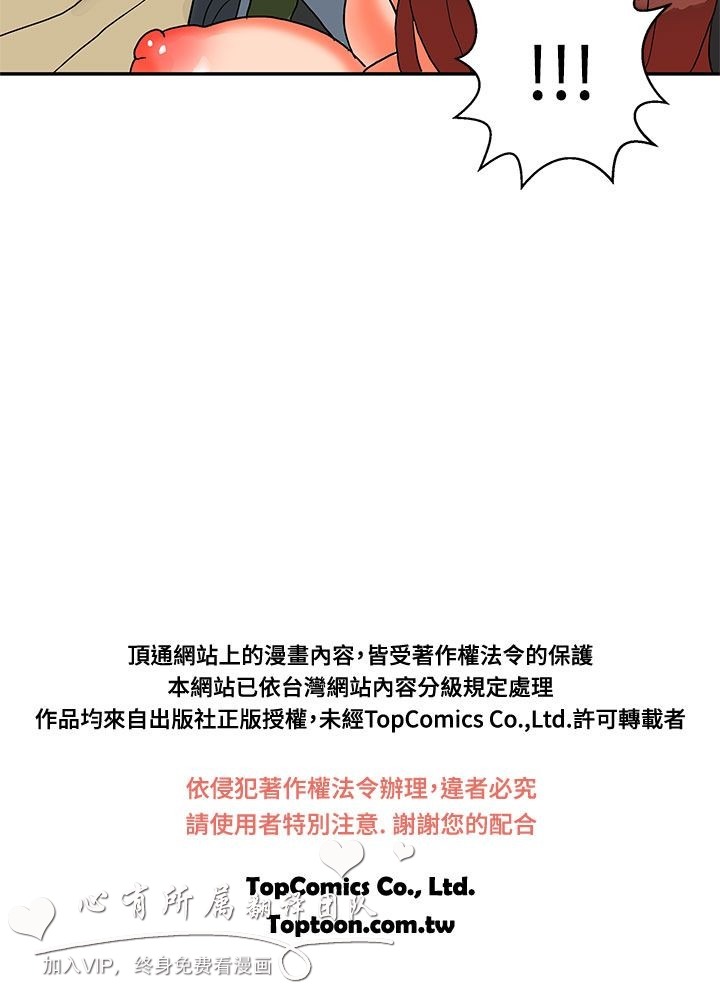 !!!
頂通網站上的漫畫內容，皆受著作權法令的保護
本網站已依台灣網站內容分級規定處理
作品均來自出版社正版授權，未經TopComics Co.,Ltd.許可轉載者
依侵犯著作權法令辦理，違者必究
請使用者特別注意. 謝謝您的配合
TopComics Co., Ltd.
心有所属翻译团队
Toptoon.com.tw
加入VIP，终身免费看漫画